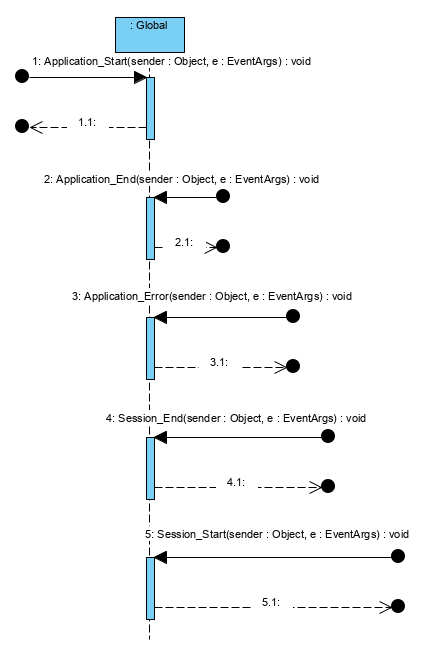 : Global
1: Application_Start(sender : Object, e : EventArgs) : void
1.1:
2: Application_End(sender : Object, e : EventArgs) : void
2.1:
3: Application_Error(sender : Object, e : EventArgs) : void
3.1:
4: Session_End(sender : Object, e : EventArgs) : void
4.1:
5: Session_Start(sender : Object, e : EventArgs) : void
5.1: